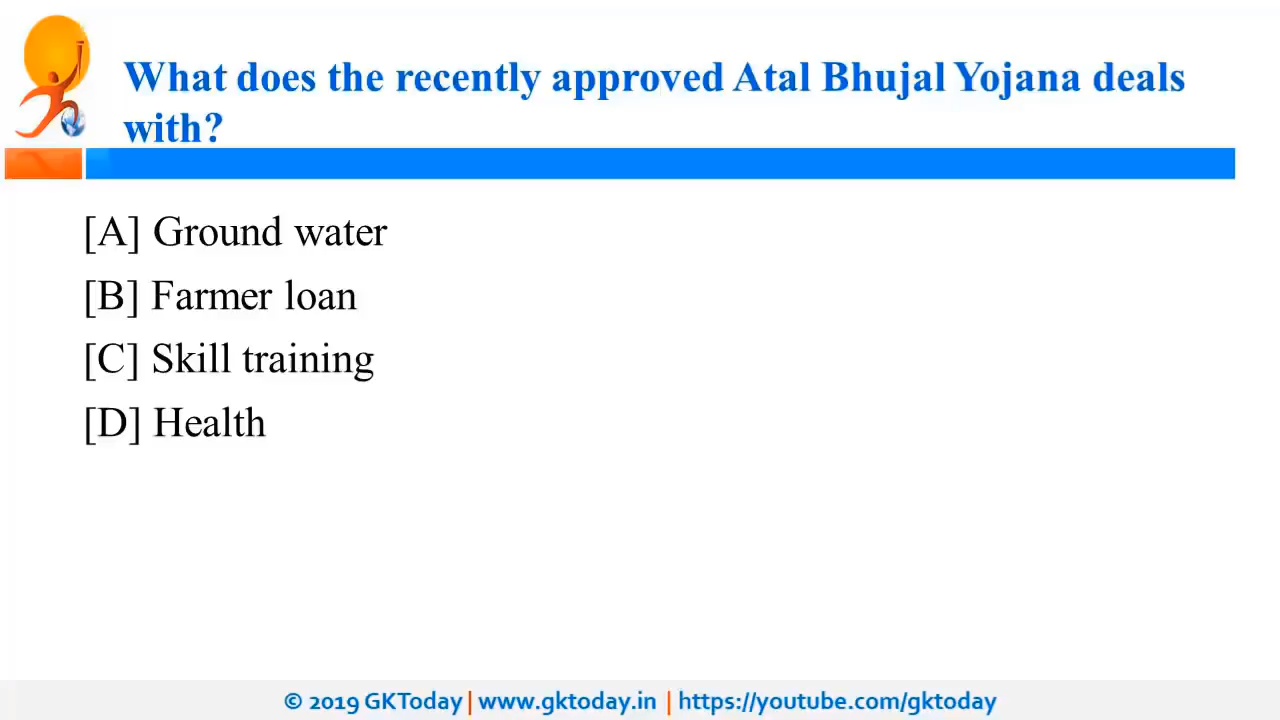 What does the recently approved Atal Bhujal Yojana deals
with?
[A] Ground water
[B] Farmer loan
[C] Skill training
[D] Health
© 2019 GKToday | www.gktoday.in | https://youtube.com/gktoday